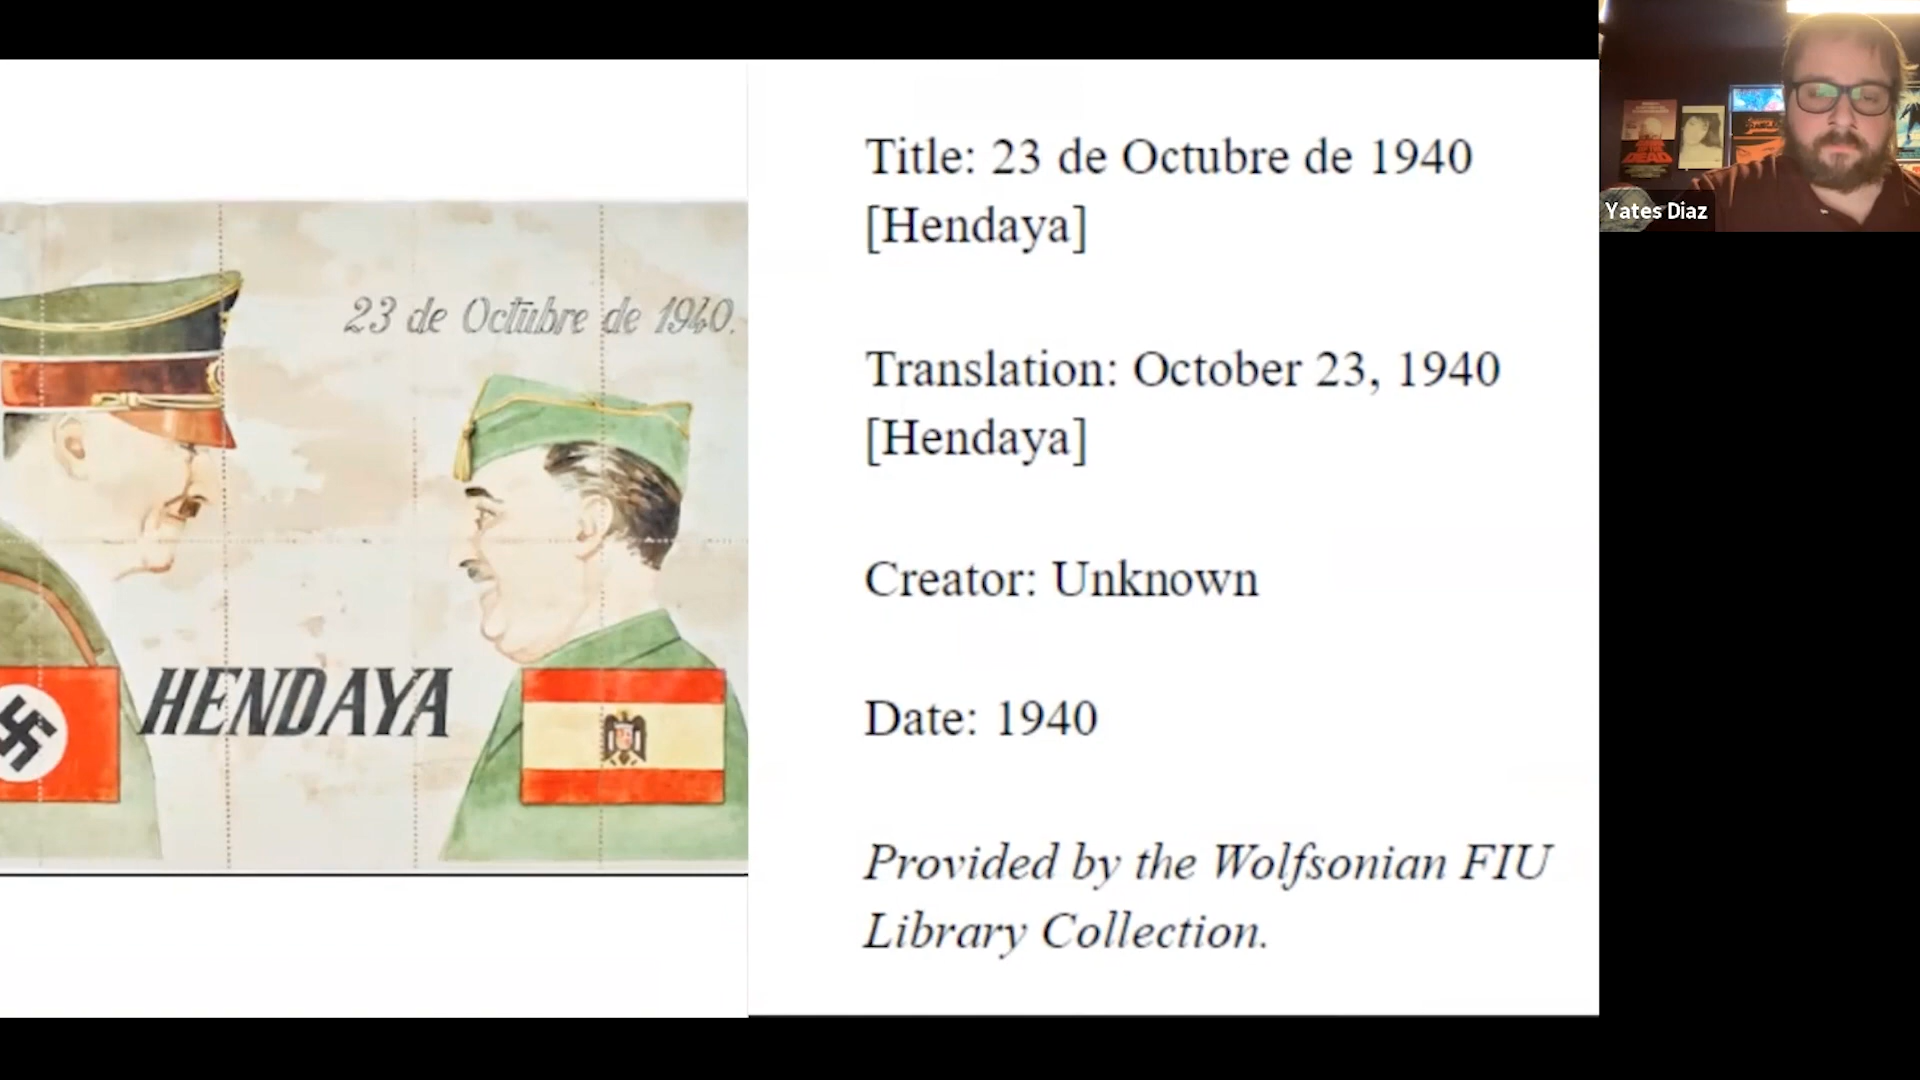 23 de Octubre de 1940.
HENDAYA
Title: 23 de Octubre de 1940
[Hendaya]
Translation: October 23, 1940
[Hendaya]
Creator: Unknown
Date: 1940
Provided by the Wolfsonian FIU
Library Collection.
Yates Diaz
DEAD